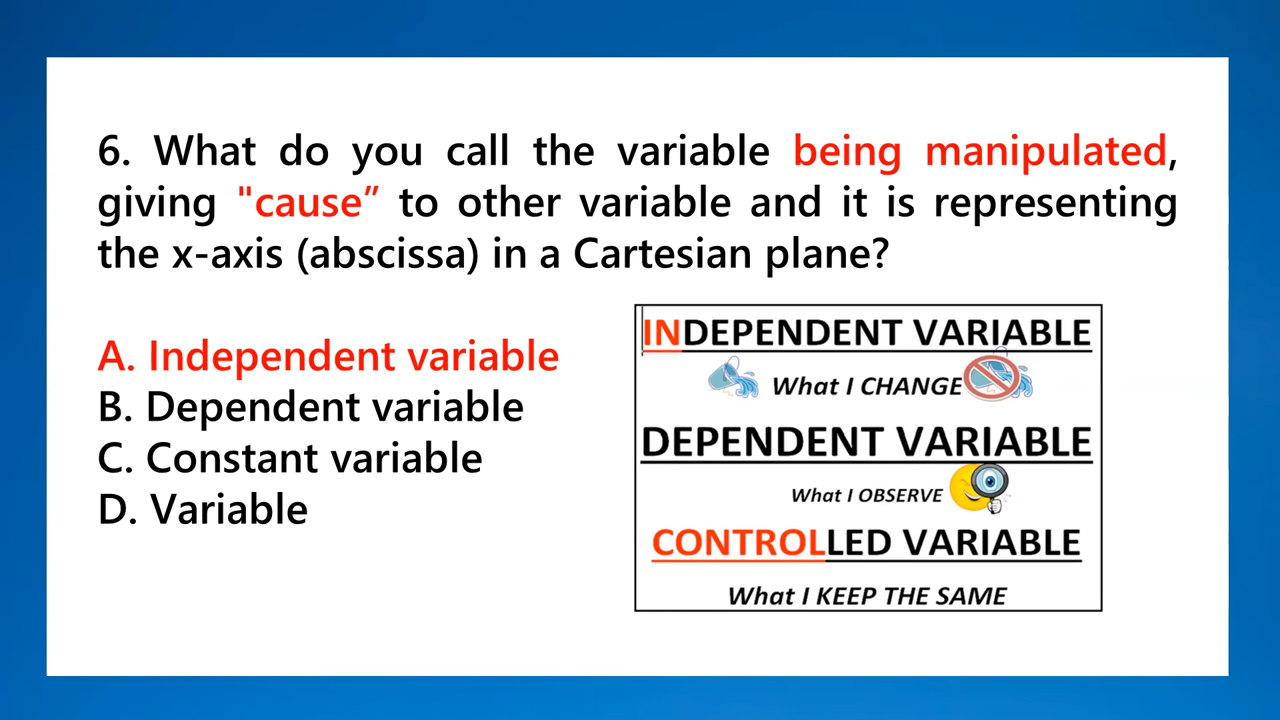 6. What do you call the variable being manipulated,
giving "cause” to other variable and it is representing
the x-axis (abscissa) in a Cartesian plane?
A. Independent variable
B. Dependent variable
C. Constant variable
D. Variable
INDEPENDENT VARIABLE
What I CHANGE
DEPENDENT VARIABLE
What I OBSERVE
CONTROLLED VARIABLE
What I KEEP THE SAME